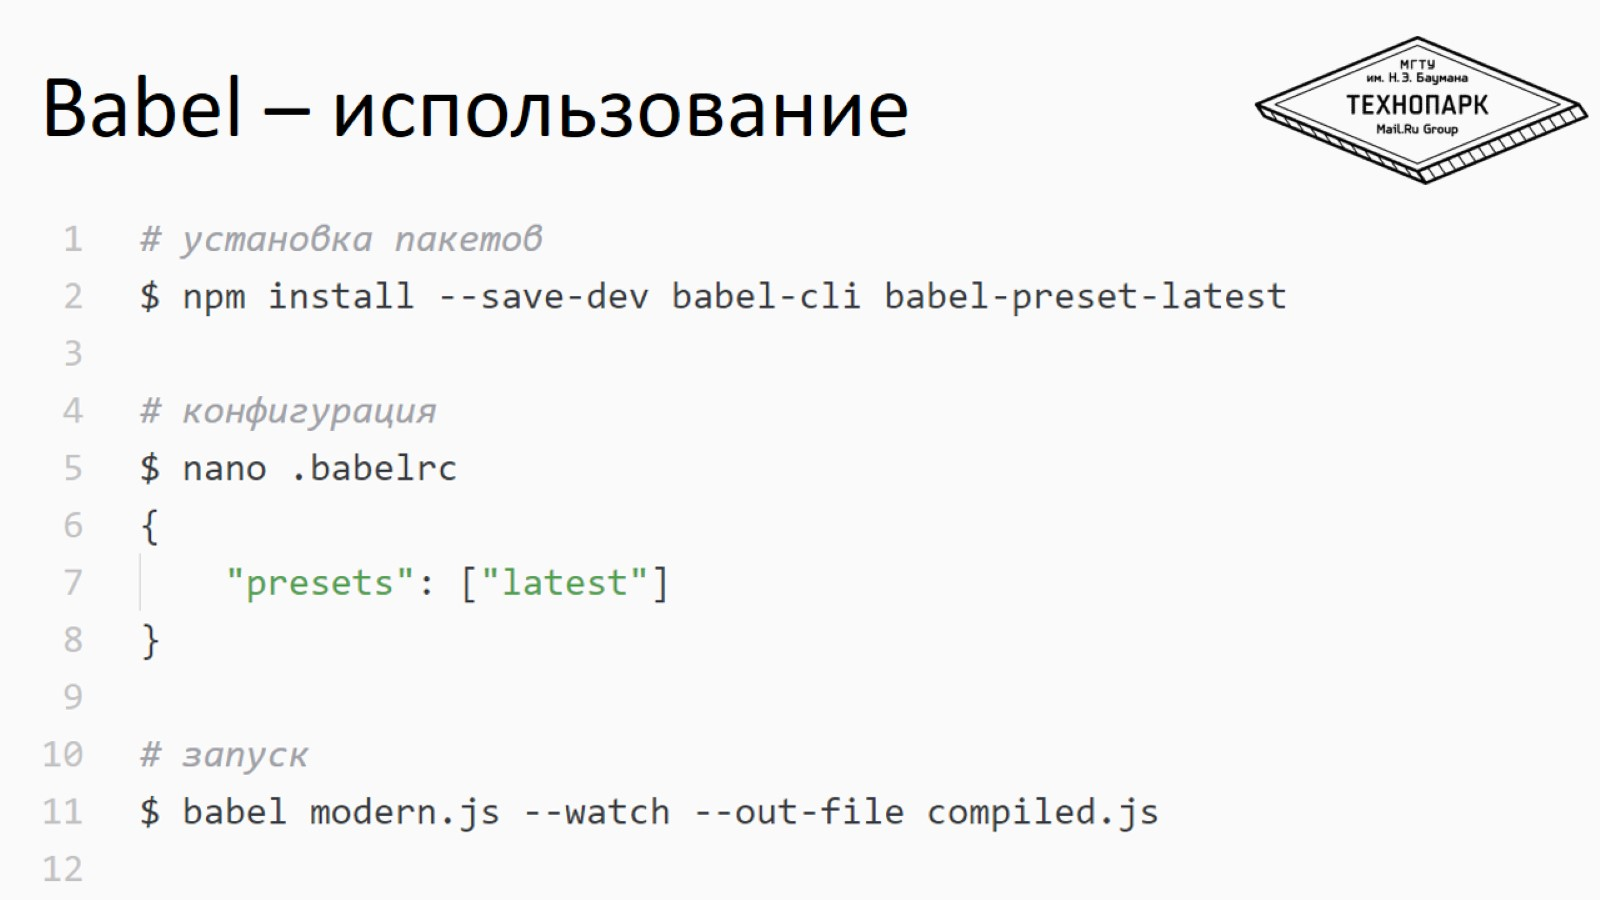 Babel – использование
МГТУ
им. Н.Э. Баумана
ТЕХНОПАРК
Mail.Ru Group
1 # установка пакетов
2 $ npm install --save-dev babel-cli babel-preset-latest
3
4 # конфигурация
5 $ nano .babelrc
6 {
7 "presets": ["latest"]
8 }
9
10 # запуск
11 $ babel modern.js --watch --out-file compiled.js
12